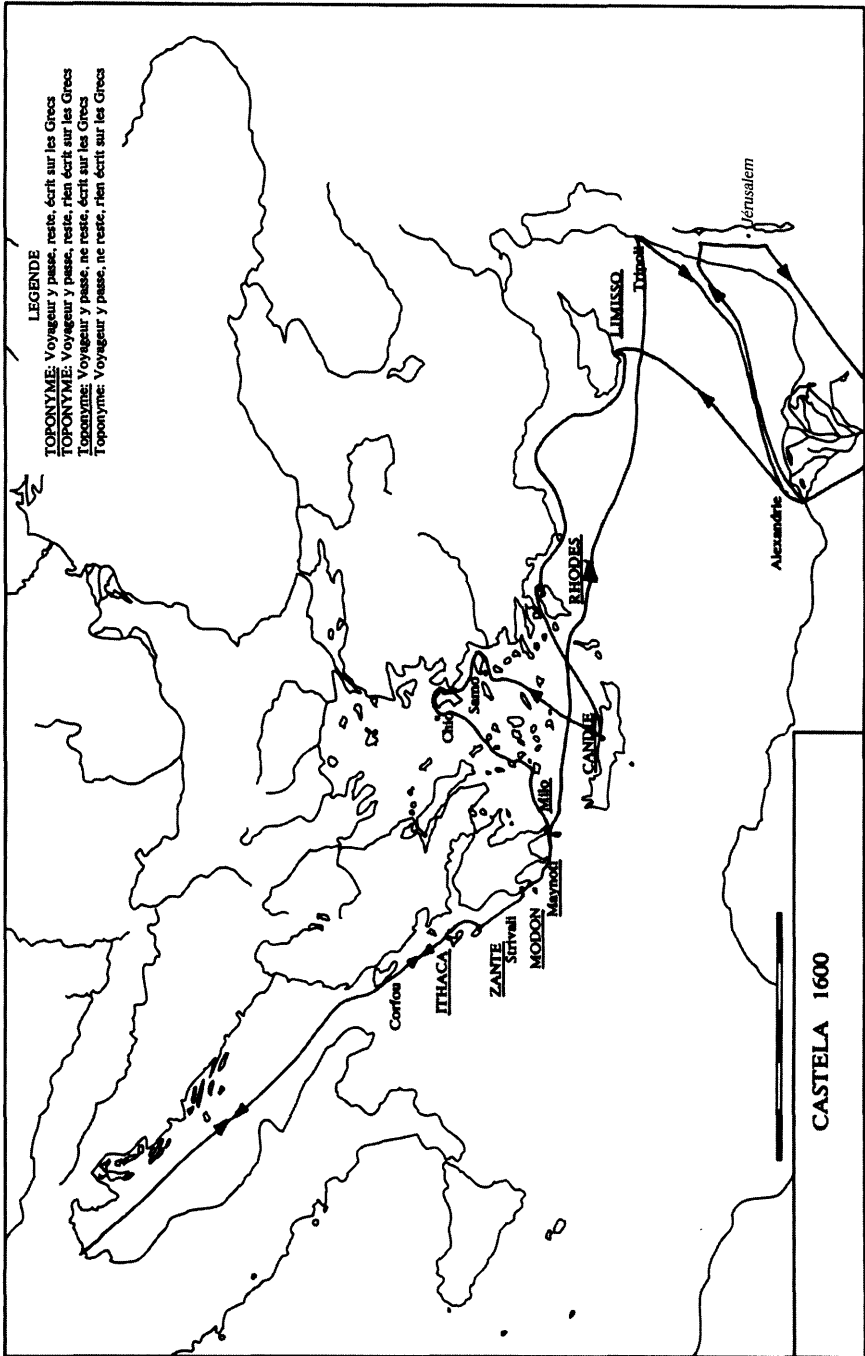 LEGENDE
TOPONYME: Voyageur y passe, reste, écrit sur les Grecs
TOPONYME: Voyageur y passe, reste, rien écrit sur les Grecs
Toponyme: Voyageur y passe, ne reste, écrit sur les Grecs
Toponyme: Voyageur y passe, ne reste, rien écrit sur les Grecs
Corfou
ITHACA
ZANTE
Strivali
MODON
Maynod
Milo
Chio
Samo
CANDIE
RHODES
LIMISSO
Tripoli
Jérusalem
Alexandrie
CASTELA 1600